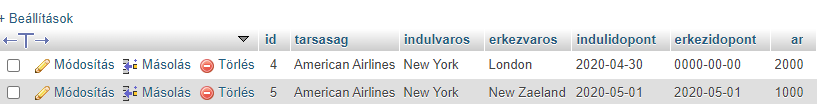 + Beállítások
←T→ ▼ id tarsasag indulvaros erkezvaros indulidopont erkezidopont ar
Módosítás Másolás Törlés 4 American Airlines New York London 2020-04-30 0000-00-00 2000
Módosítás Másolás Törlés 5 American Airlines New York New Zaeland 2020-05-01 2020-05-01 1000